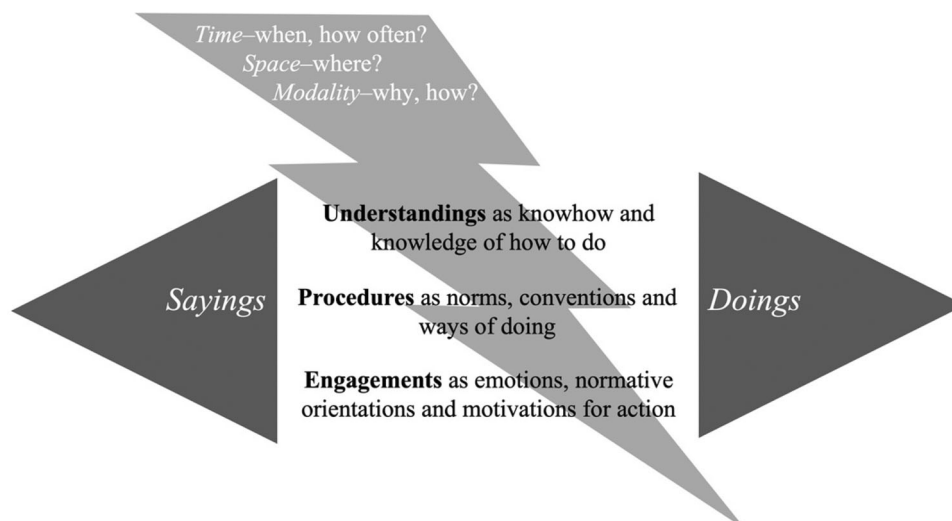 Time–when, how often?
Space–where?
Modality–why, how?
Understandings as knowhow and
knowledge of how to do
Sayings
Procedures as norms, conventions and
ways of doing
Doings
Engagements as emotions, normative
orientations and motivations for action